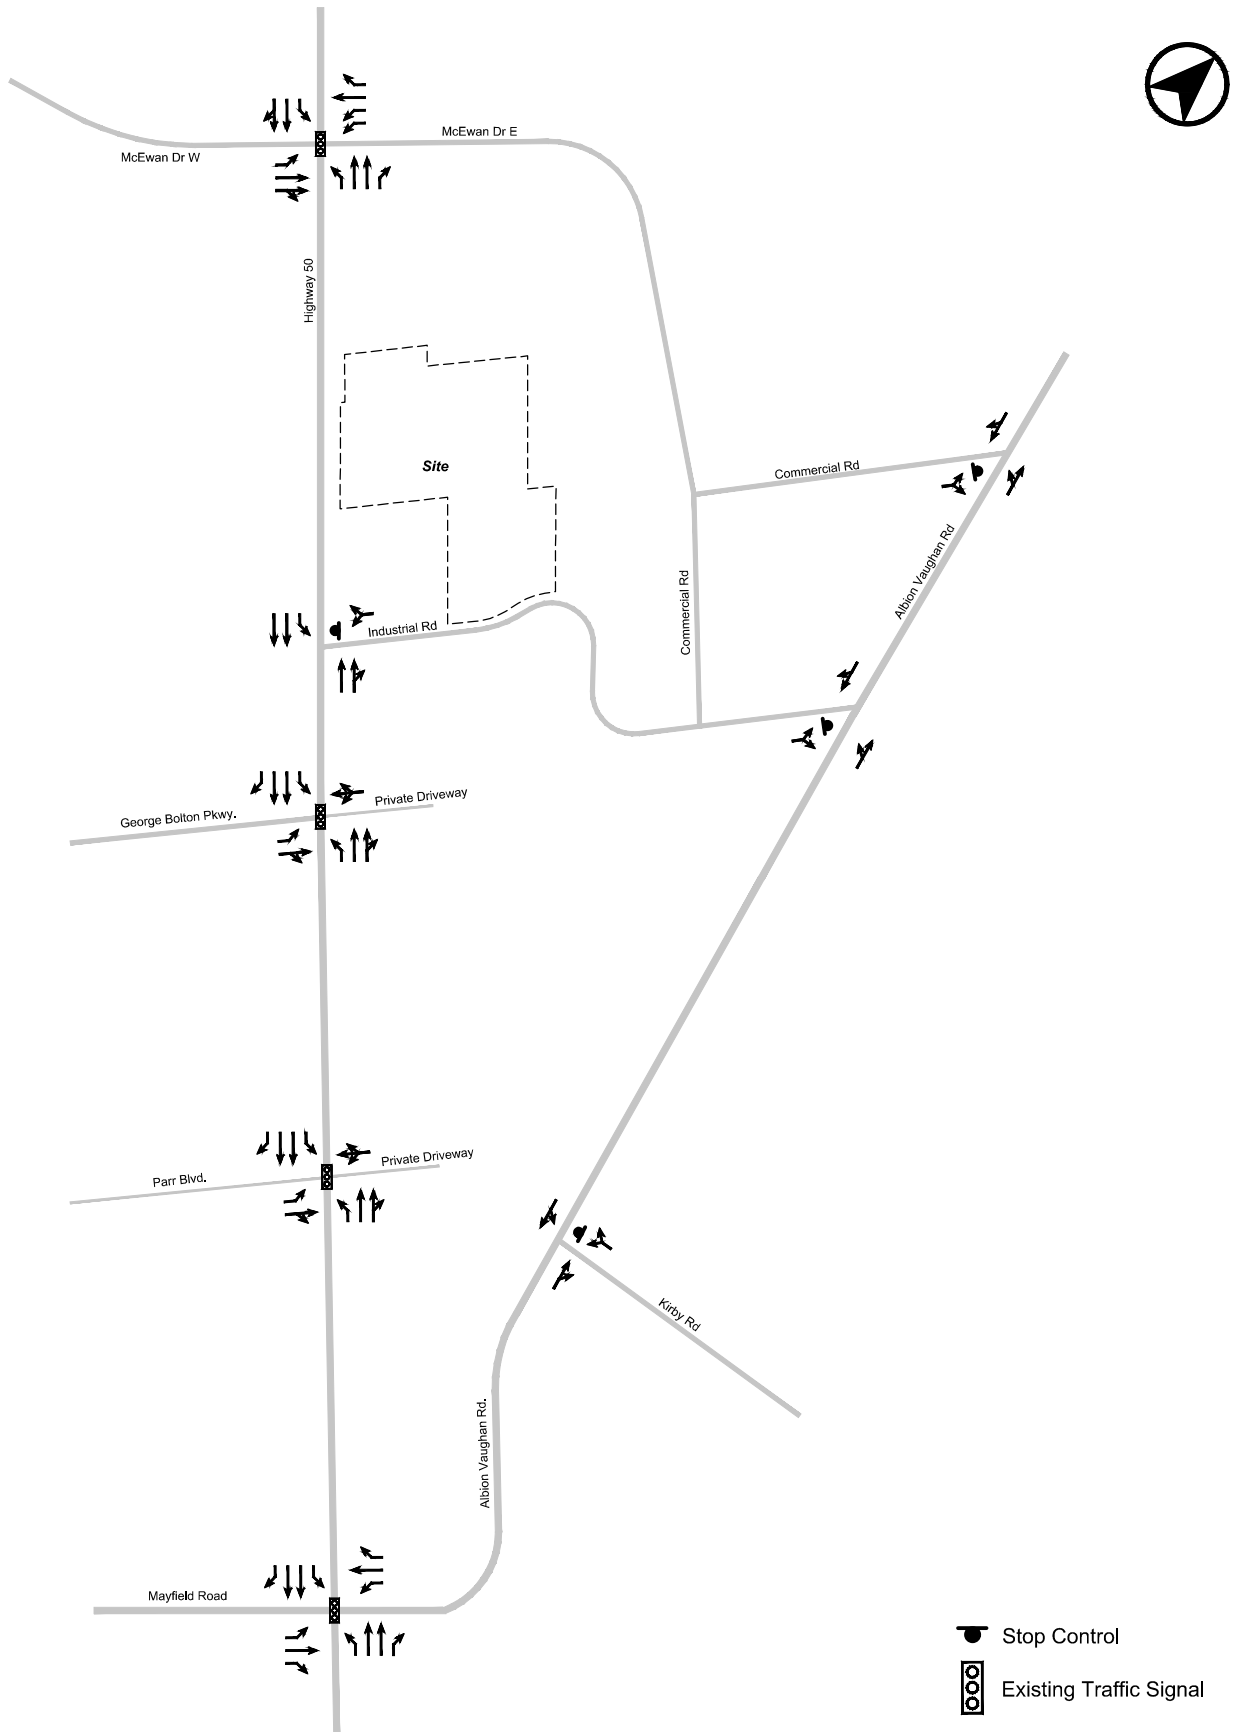 McEwan Dr E
McEwan Dr W
Highway 50
Site
Commercial Rd
Albion Vaughan Rd
Commercial Rd
Industrial Rd
Private Driveway
George Bolton Pkwy.
Private Driveway
Parr Blvd.
Kirby Rd
Albion Vaughan Rd.
Mayfield Road
Stop Control
Existing Traffic Signal